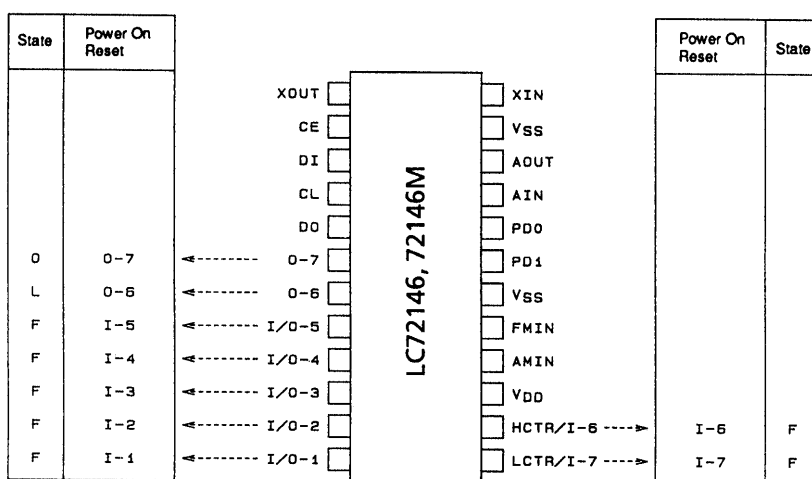 State Power On Reset
Power On Reset State
XOUT XIN
CE VSS
DI AOUT
CL AIN
DO PD0
O O-7 O-7 PD1
L O-6 O-6 VSS
F I-5 I/O-5 FMIN
F I-4 I/O-4 AMIN
F I-3 I/O-3 VDD
F I-2 I/O-2 HCTR/I-6 I-6 F
F I-1 I/O-1 LCTR/I-7 I-7 F
LC72146, 72146M